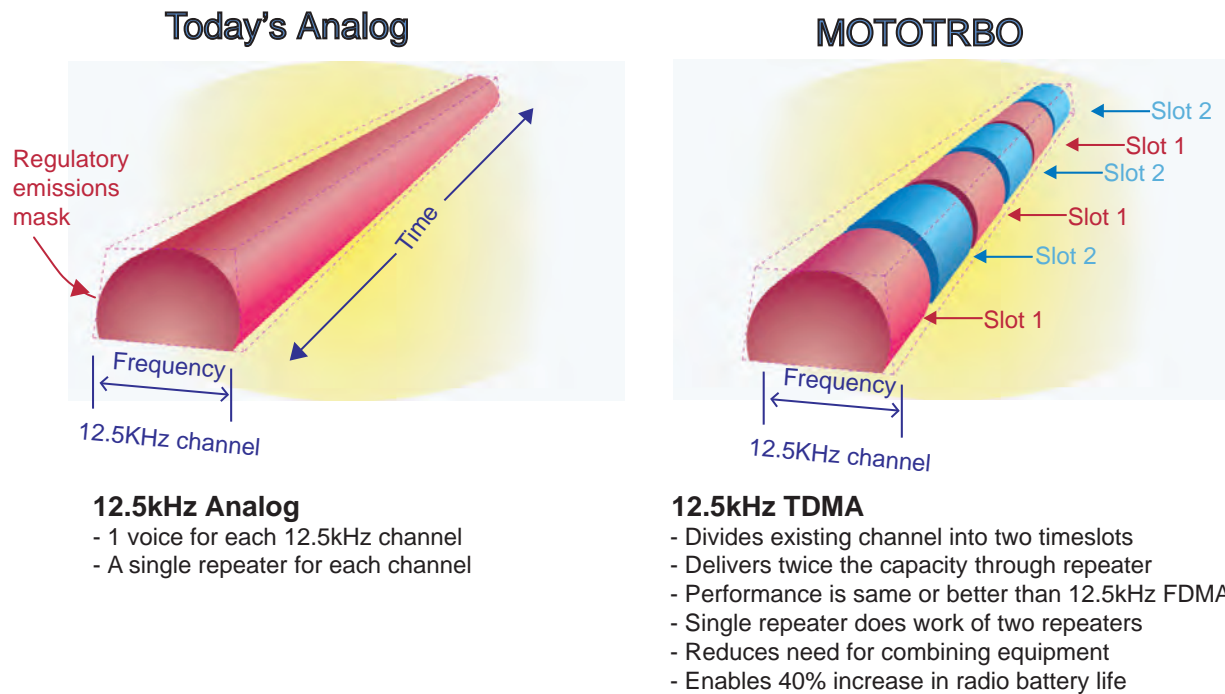 Today's Analog
Regulatory
emissions
mask
Time
Frequency
12.5KHz channel
12.5kHz Analog
- 1 voice for each 12.5kHz channel
- A single repeater for each channel
MOTOTRBO
Slot 2
Slot 1
Slot 2
Slot 1
Slot 2
Slot 1
Frequency
12.5KHz channel
12.5kHz TDMA
- Divides existing channel into two timeslots
- Delivers twice the capacity through repeater
- Performance is same or better than 12.5kHz FDMA
- Single repeater does work of two repeaters
- Reduces need for combining equipment
- Enables 40% increase in radio battery life